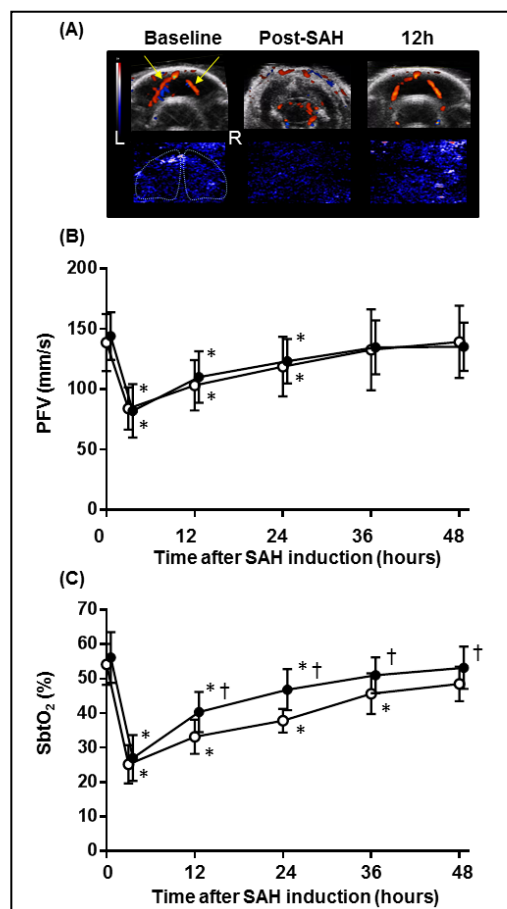 (A)
Baseline Post-SAH 12h
L R
(B)
200
150
100
50
0
PFV (mm/s)
* * *
* * *
0 12 24 36 48
Time after SAH induction (hours)
(C)
70
60
50
40
30
20
10
0
SbtO₂ (%)
* *† *† † †
* * * *
0 12 24 36 48
Time after SAH induction (hours)